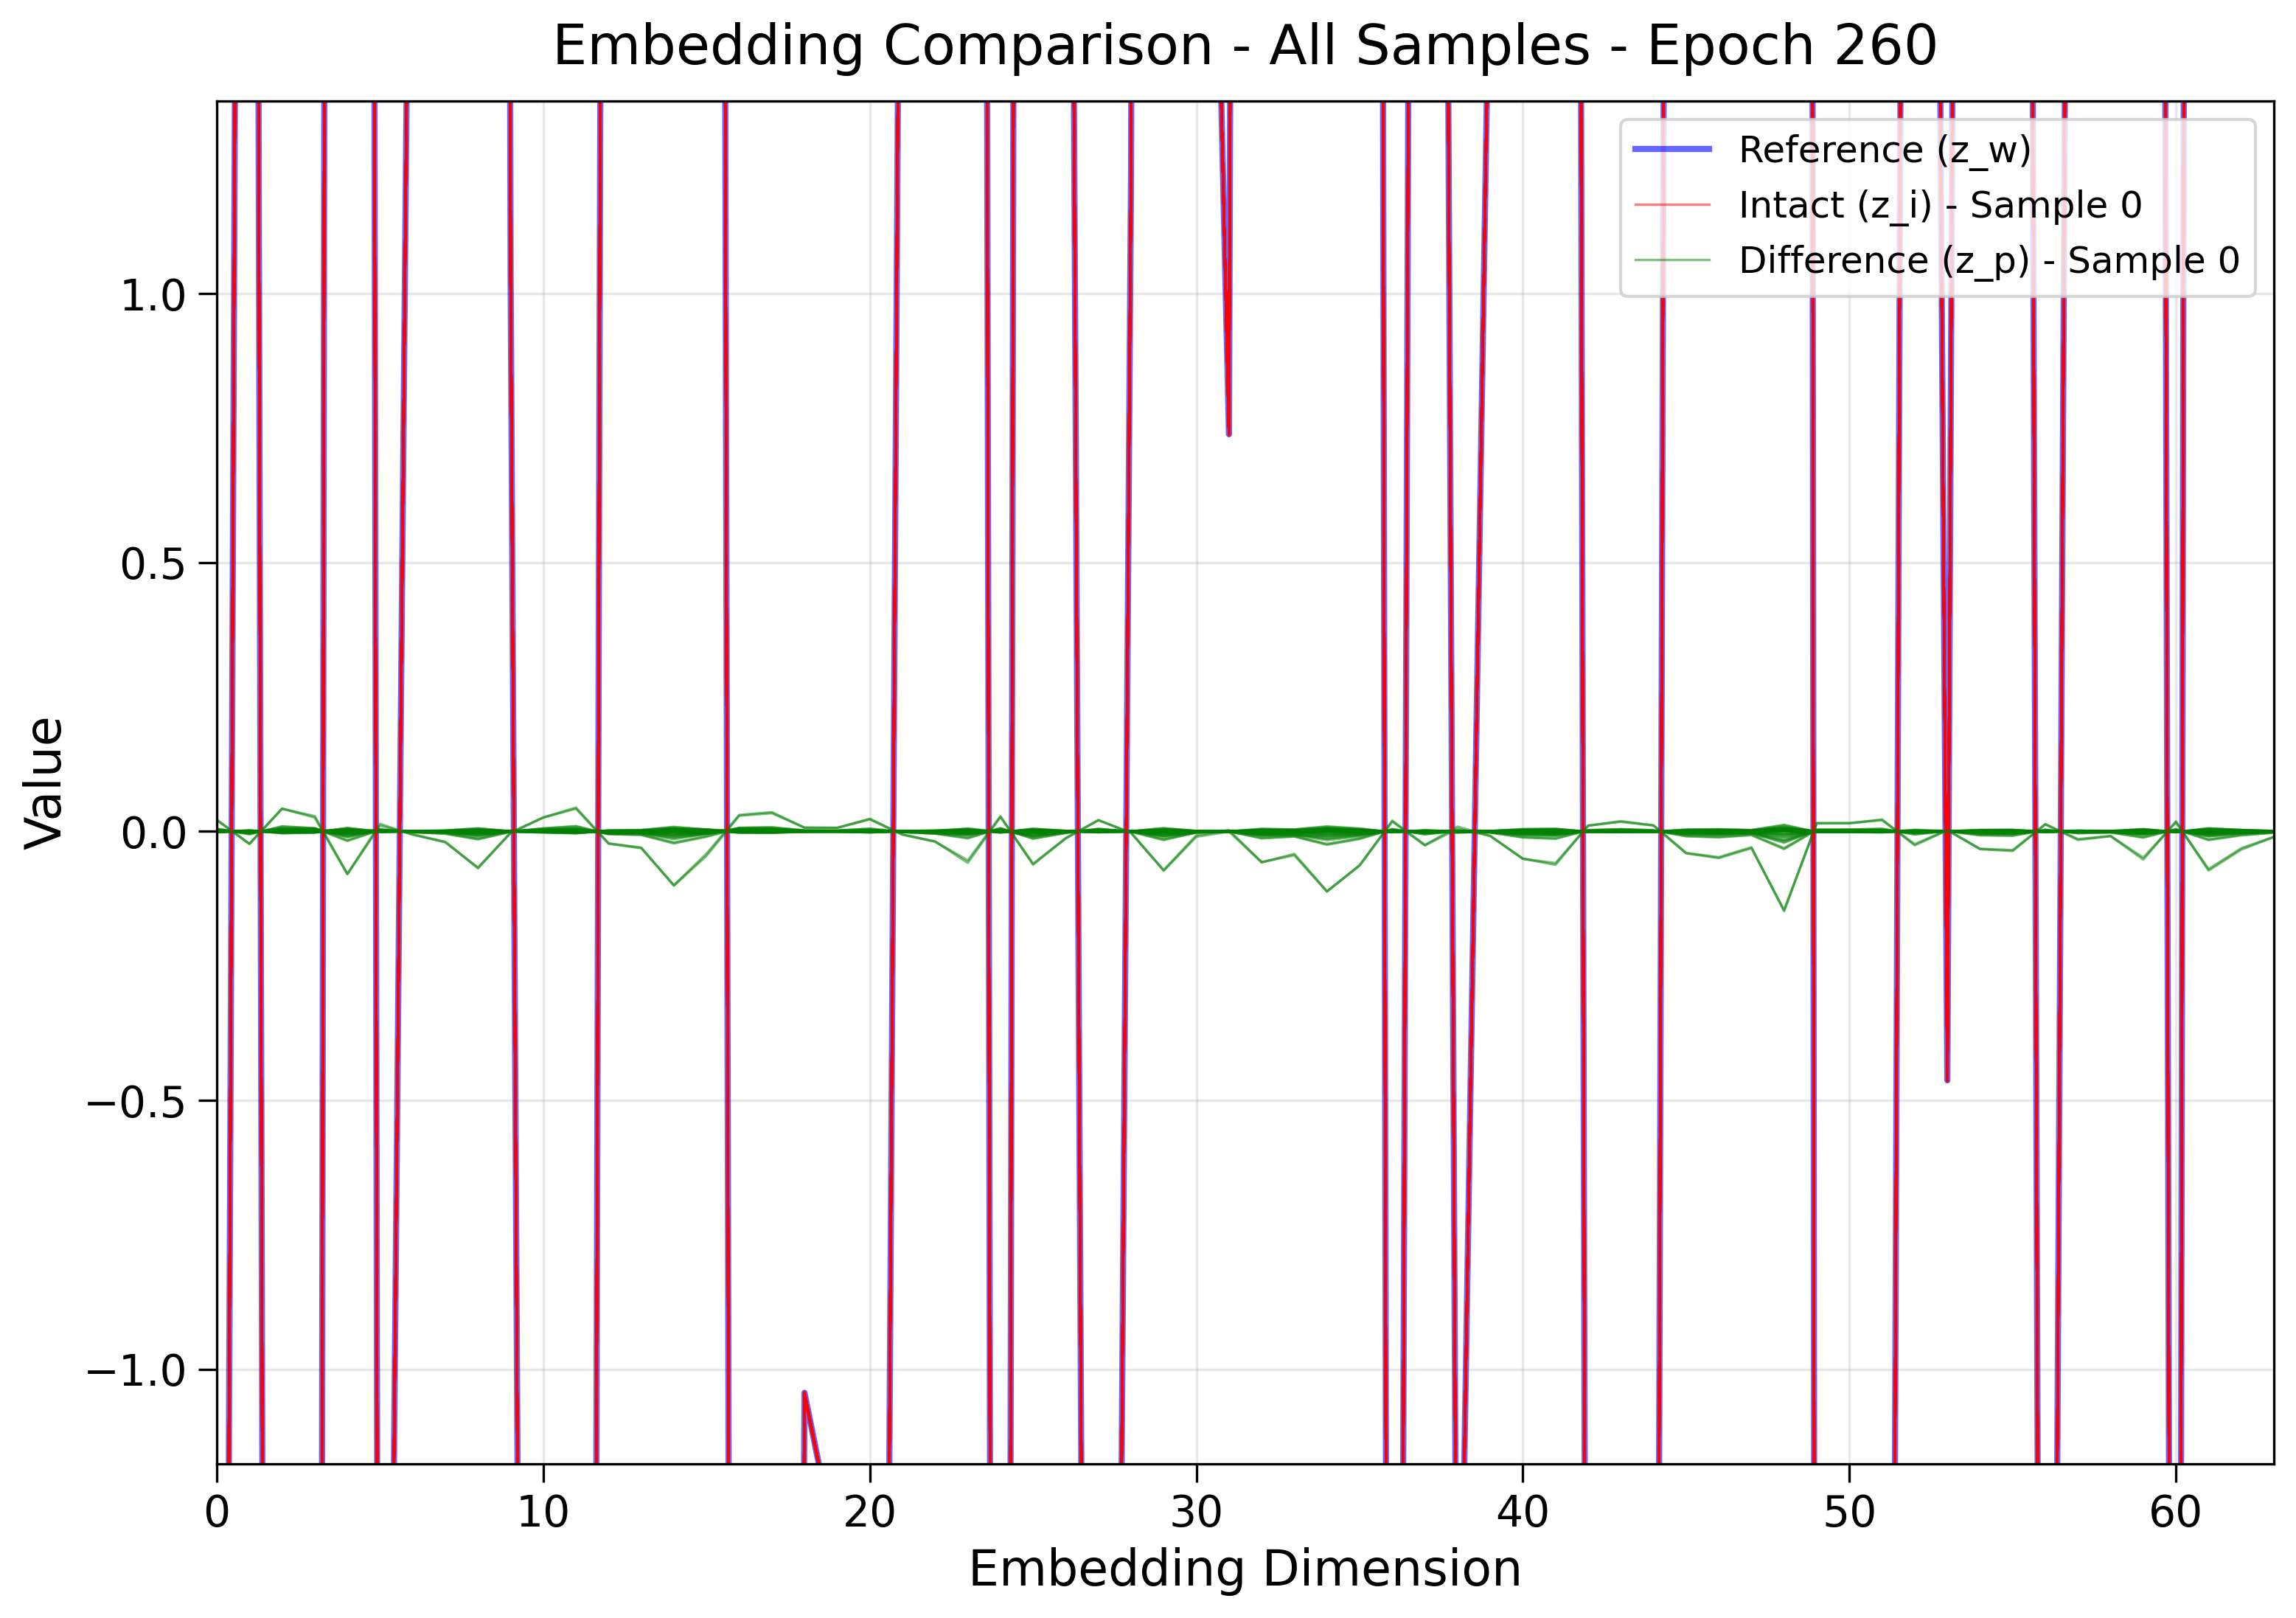 Embedding Comparison - All Samples - Epoch 260
Reference (z_w)
Intact (z_i) - Sample 0
Difference (z_p) - Sample 0
1.0
0.5
0.0
−0.5
−1.0
Value
0 10 20 30 40 50 60
Embedding Dimension